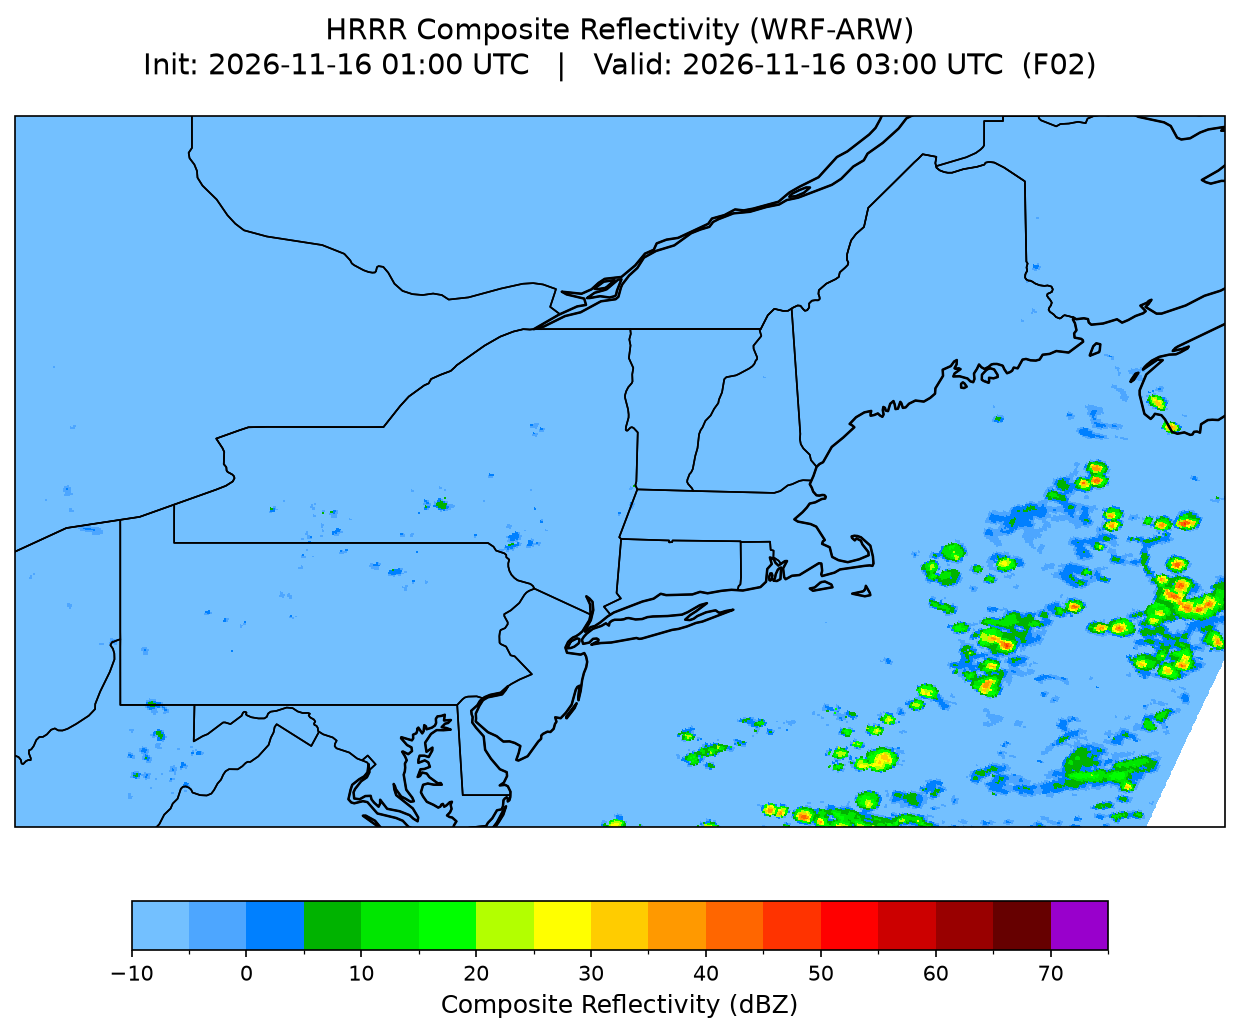 HRRR Composite Reflectivity (WRF-ARW)
Init: 2026-11-16 01:00 UTC   |   Valid: 2026-11-16 03:00 UTC  (F02)
−10 0 10 20 30 40 50 60 70
Composite Reflectivity (dBZ)